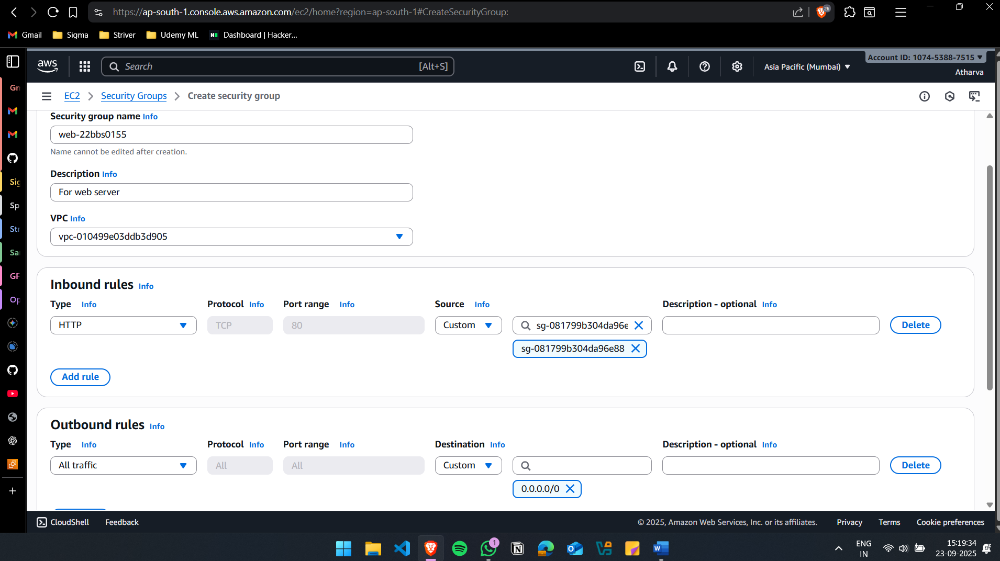 https://ap-south-1.console.aws.amazon.com/ec2/home?region=ap-south-1#CreateSecurityGroup:
26
Gmail
Sigma
Striver
Udemy ML
Dashboard | Hacker...
aws
Search
[Alt+S]
Asia Pacific (Mumbai)
Account ID: 1074-5388-7515
Atharva
EC2
Security Groups
Create security group
Gn
Sig
Sp
Str
Sa
GF
Op
Security group name Info
web-22bbs0155
Name cannot be edited after creation.
Description Info
For web server
VPC Info
vpc-010499e03ddb3d905
Inbound rules Info
Type Info Protocol Info Port range Info Source Info Description - optional Info
HTTP TCP 80 Custom sg-081799b304da96e Delete
sg-081799b304da96e88
Add rule
Outbound rules Info
Type Info Protocol Info Port range Info Destination Info Description - optional Info
All traffic All All Custom Delete
0.0.0.0/0
CloudShell Feedback © 2025, Amazon Web Services, Inc. or its affiliates. Privacy Terms Cookie preferences
1
ENG
IN
15:19:34
23-09-2025